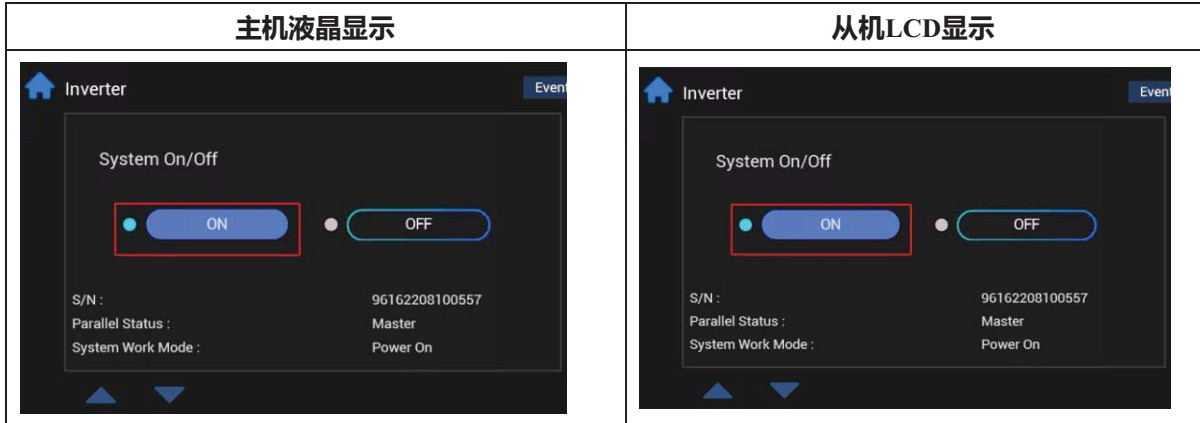 主机液晶显示
从机LCD显示
Inverter
Event
System On/Off
ON
OFF
S/N :
96162208100557
Parallel Status :
Master
System Work Mode :
Power On
Inverter
Event
System On/Off
ON
OFF
S/N :
96162208100557
Parallel Status :
Master
System Work Mode :
Power On